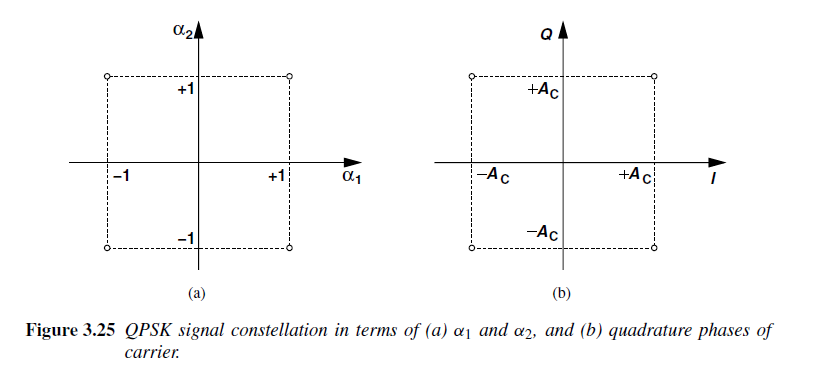 α2 Q
+1 +AC
−1 +1 α1 −AC +AC I
−1 −AC
(a) (b)
Figure 3.25 QPSK signal constellation in terms of (a) α1 and α2, and (b) quadrature phases of
carrier.